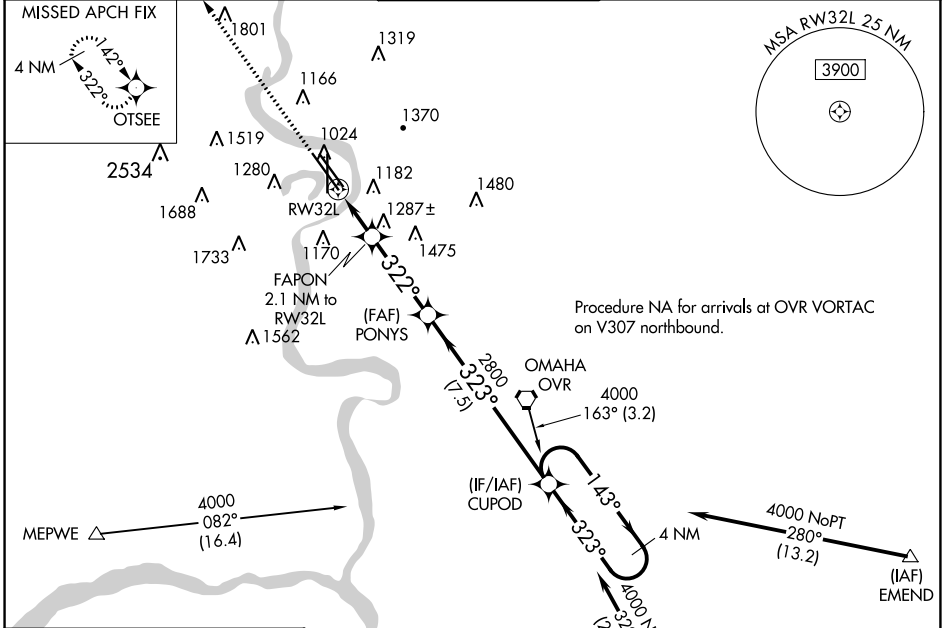 MISSED APCH FIX
4 NM
142°
322°
OTSEE
1801
1319
1166
1370
1519
1024
2534
1280
1182
1480
1688
RW32L
1287±
1733
1170
1475
FAPON
2.1 NM to
RW32L
322°
(FAF)
PONYS
1562
MSA RW32L 25 NM
3900
Procedure NA for arrivals at OVR VORTAC
on V307 northbound.
2800
323°
(7.5)
OMAHA
OVR
4000
163° (3.2)
(IF/IAF)
CUPOD
143°
323°
4 NM
MEPWE
4000
082°
(16.4)
4000 NoPT
280°
(13.2)
(IAF)
EMEND
4000 N